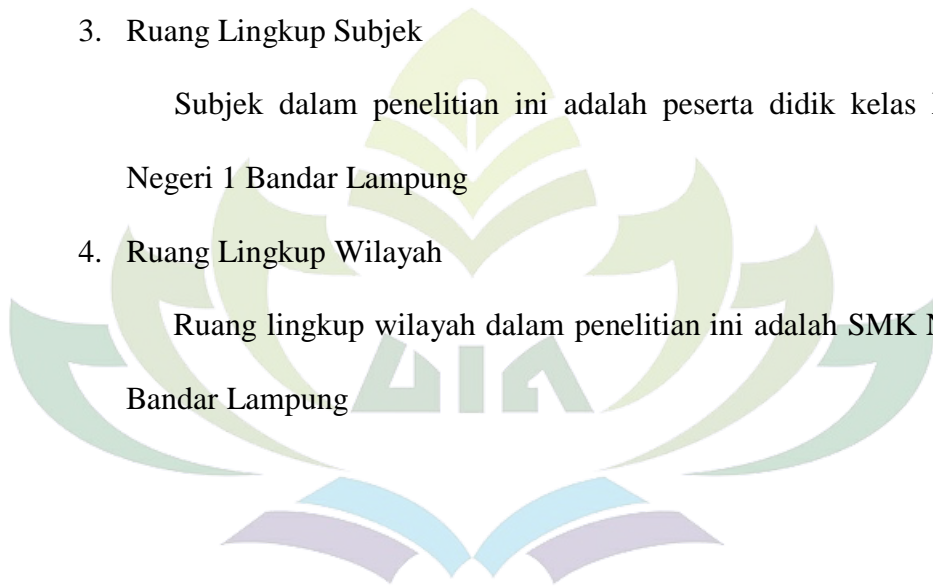 3. Ruang Lingkup Subjek
Subjek dalam penelitian ini adalah peserta didik kelas
Negeri 1 Bandar Lampung
4. Ruang Lingkup Wilayah
Ruang lingkup wilayah dalam penelitian ini adalah SMK
Bandar Lampung